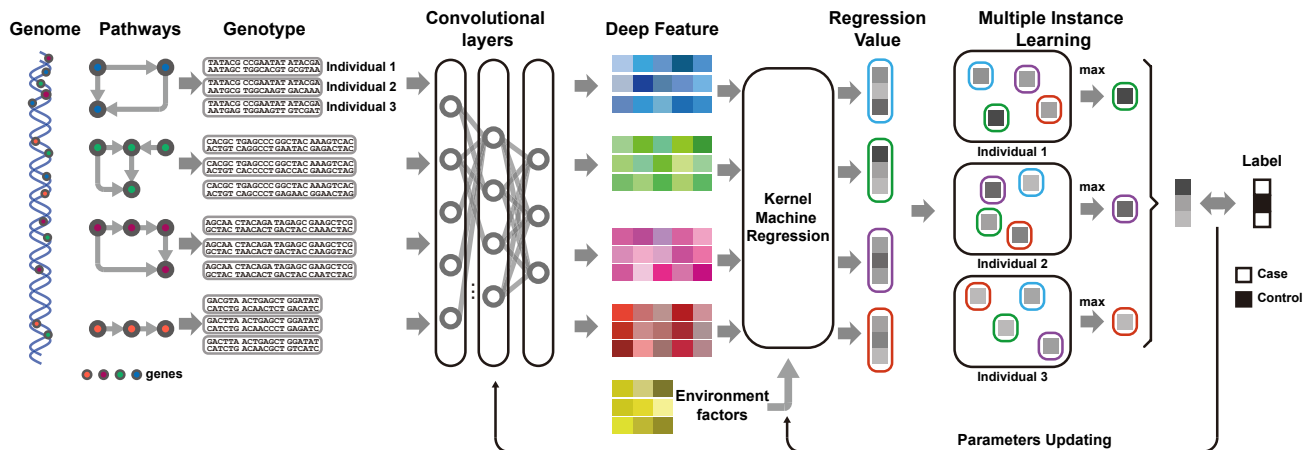 Genome
Pathways
Genotype
Convolutional
layers
Deep Feature
Regression
Value
Multiple Instance
Learning
TATACG CCGAATAT ATACGA
AATAGC TGGCACGT GCGTAA
Individual 1
TATACG CCGAATAT ATACGA
AATGCG TGGCAAGT GACAAA
Individual 2
TATACG CCGAATAT ATACGA
AATGAG TGGAAGTT GTCGAT
Individual 3
CACGC TGAGCCC GGCTAC AAAGTCAC
ACTGT CAGGCCT GAATAC GAGACTAC
CACGC TGAGCCC GGCTAC AAAGTCAC
ACTGT CACCCCT GACCAC GAAGCTAG
CACGC TGAGCCC GGCTAC AAAGTCAC
ACTGT CAGCCCT GAGAAC GGAACTAG
AGCAA CTACAGA TAGAGC GAAGCTCG
GCTAC TAACACT GACTAC CAAACTAC
AGCAA CTACAGA TAGAGC GAAGCTCG
GCTAC TAACACT GACTAC CAAGGTAC
AGCAA CTACAGA TAGAGC GAAGCTCG
GCTAC TAACACT GACTAC CAATCTAC
GACGTA ACTGAGCT GGATAT
CATCTG ACAACTCT GACATC
GACTTA ACTGAGCT GGATAT
CATCTG ACAACCCT GAGATC
GACTTA ACTGAGCT GGATAT
CATCTG ACAACGCT GTCATC
genes
...
Kernel
Machine
Regression
Environment
factors
max
Individual 1
max
Individual 2
max
Individual 3
Label
Case
Control
Parameters Updating